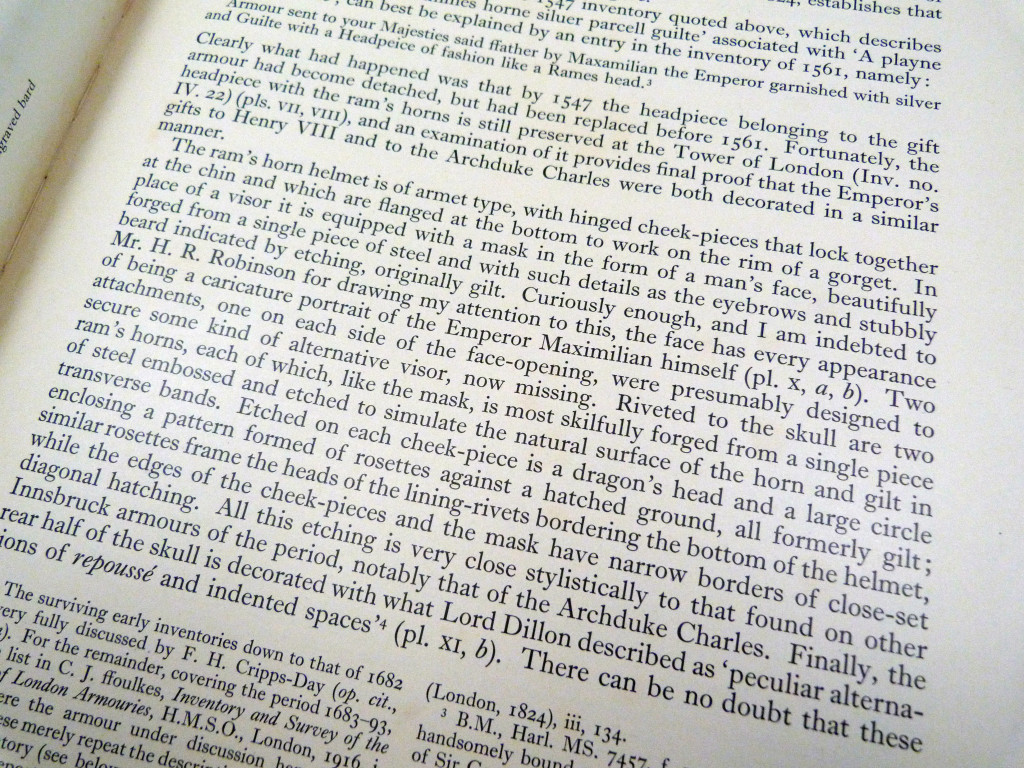 establishes that
1547 inventory quoted above, which describes
horne siluer parcell guilte' associated with 'A playne
can best be explained by an entry in the inventory of 1561, namely:
Armour sent to your Majesties said ffather by Maxamilian the Emperor garnished with silver
and Guilte with a Headpeice of fashion like a Rames head.³
Clearly what had happened was that by 1547 the headpiece belonging to the gift
armour had become detached, but had been replaced before 1561. Fortunately, the
headpiece with the ram's horns is still preserved at the Tower of London (Inv. no.
IV. 22) (pls. VII, VIII), and an examination of it provides final proof that the Emperor's
gifts to Henry VIII and to the Archduke Charles were both decorated in a similar
manner.
The ram's horn helmet is of armet type, with hinged cheek-pieces that lock together
at the chin and which are flanged at the bottom to work on the rim of a gorget. In
place of a visor it is equipped with a mask in the form of a man's face, beautifully
forged from a single piece of steel and with such details as the eyebrows and stubbly
beard indicated by etching, originally gilt. Curiously enough, and I am indebted to
Mr. H. R. Robinson for drawing my attention to this, the face has every appearance
of being a caricature portrait of the Emperor Maximilian himself (pl. X, a, b). Two
attachments, one on each side of the face-opening, were presumably designed to
secure some kind of alternative visor, now missing. Riveted to the skull are two
ram's horns, each of which, like the mask, is most skilfully forged from a single piece
of steel embossed and etched to simulate the natural surface of the horn and gilt in
transverse bands. Etched on each cheek-piece is a dragon's head and a large circle
enclosing a pattern formed of rosettes against a hatched ground, all formerly gilt;
similar rosettes frame the heads of the lining-rivets bordering the bottom of the helmet,
while the edges of the cheek-pieces and the mask have narrow borders of close-set
diagonal hatching. All this etching is very close stylistically to that found on other
Innsbruck armours of the period, notably that of the Archduke Charles. Finally, the
rear half of the skull is decorated with what Lord Dillon described as 'peculiar alterna-
ions of repoussé and indented spaces'⁴ (pl. XI, b). There can be no doubt that these
The surviving early inventories down to that of 1682
very fully discussed by F. H. Cripps-Day (op. cit.,
). For the remainder, covering the period 1683–93,
list in C. J. ffoulkes, Inventory and Survey of the
of London Armouries, H.M.S.O., London, 1916, i
ere the armour under discussion
ese merely repeat the
tory (see
(London, 1824), iii, 134.
³ B.M., Harl. MS. 7457, f.
handsomely bound
of Sir
graved bard